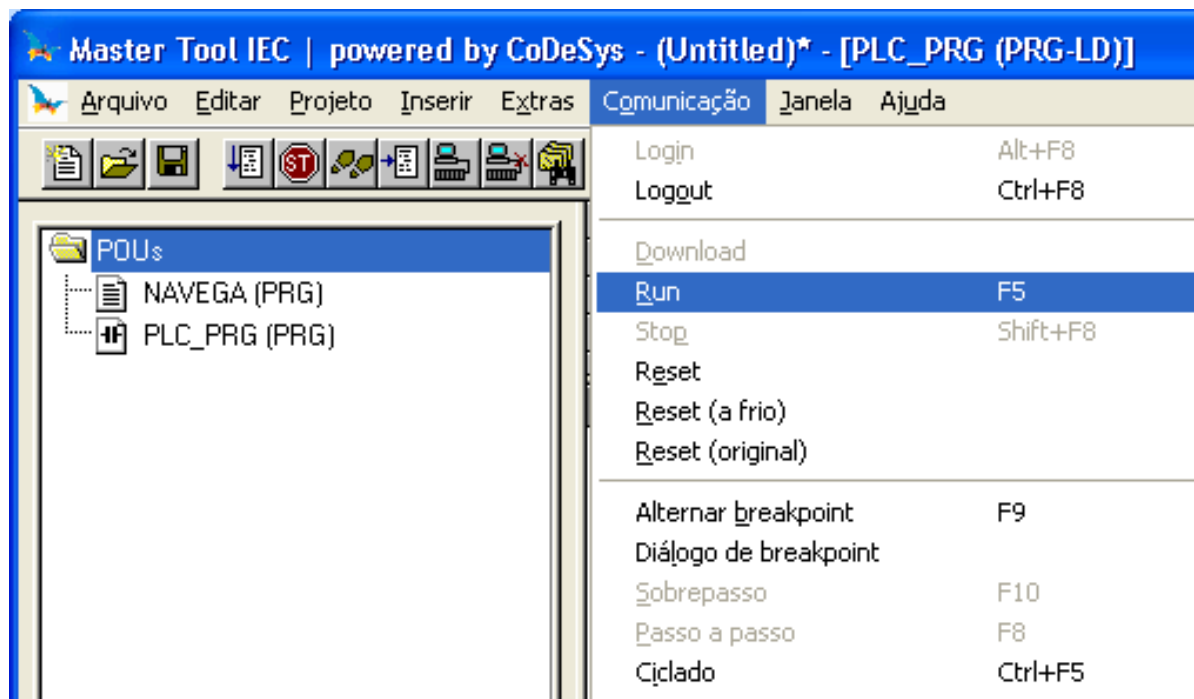 Master Tool IEC | powered by CoDeSys - (Untitled)* - [PLC_PRG (PRG-LD)]
Arquivo Editar Projeto Inserir Extras Comunicação Janela Ajuda
ST
POUs
NAVEGA (PRG)
PLC_PRG (PRG)
Login Alt+F8
Logout Ctrl+F8
Download
Run F5
Stop Shift+F8
Reset
Reset (a frio)
Reset (original)
Alternar breakpoint F9
Diálogo de breakpoint
Sobrepasso F10
Passo a passo F8
Ciclado Ctrl+F5